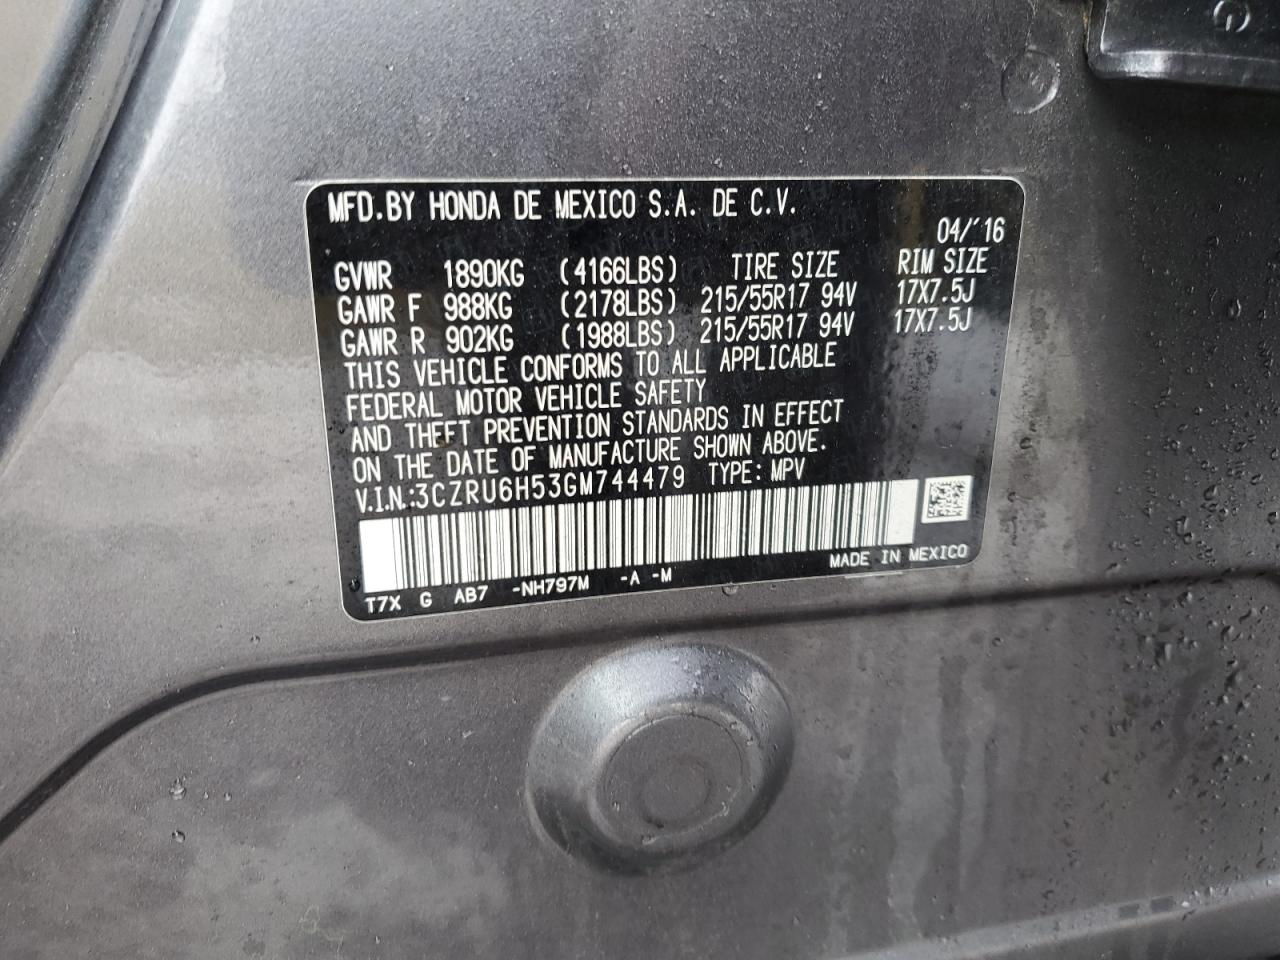 MFD.BY HONDA DE MEXICO S.A. DE C.V.
04/'16
GVWR 1890KG (4166LBS) TIRE SIZE RIM SIZE
GAWR F 988KG (2178LBS) 215/55R17 94V 17X7.5J
GAWR R 902KG (1988LBS) 215/55R17 94V 17X7.5J
THIS VEHICLE CONFORMS TO ALL APPLICABLE
FEDERAL MOTOR VEHICLE SAFETY
AND THEFT PREVENTION STANDARDS IN EFFECT
ON THE DATE OF MANUFACTURE SHOWN ABOVE.
V.I.N.:3CZRU6H53GM744479 TYPE: MPV
MADE IN MEXICO
T7X G AB7 -NH797M -A -M